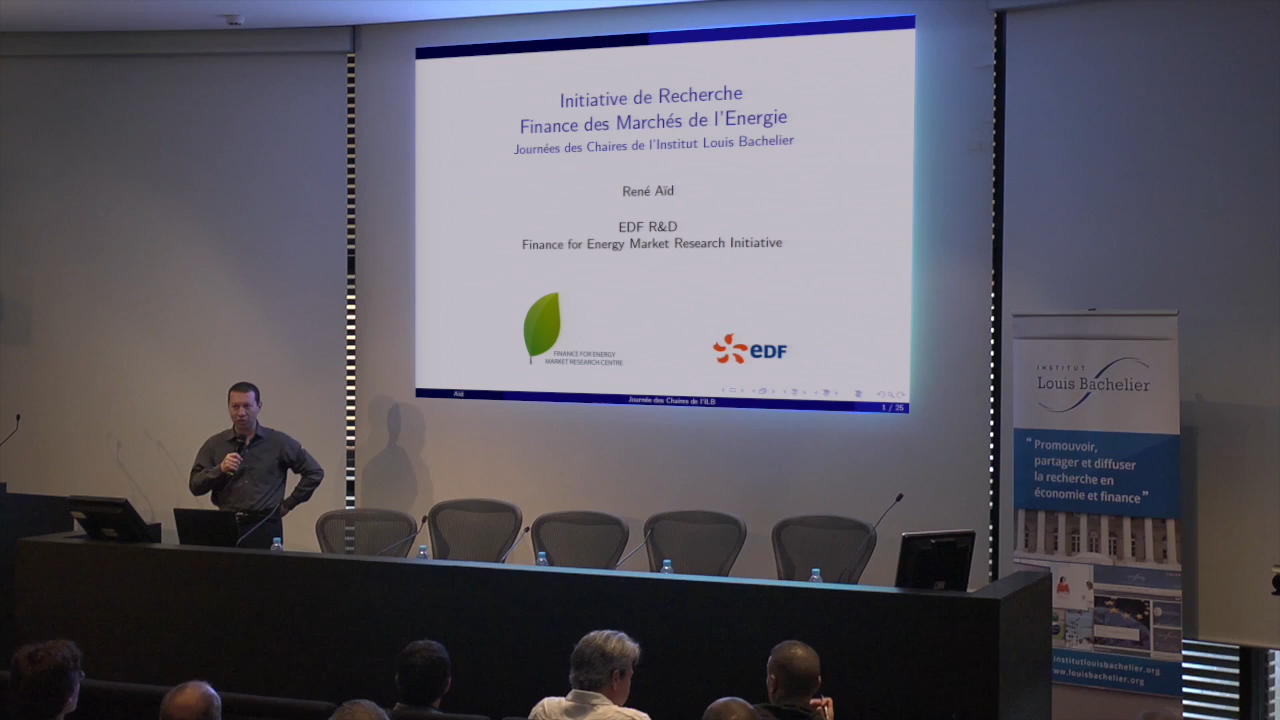 Initiative de Recherche
Finance des Marchés de l'Energie
Journées des Chaires de l'Institut Louis Bachelier
René Aïd
EDF R&D
Finance for Energy Market Research Initiative
FINANCE FOR ENERGY
MARKET RESEARCH CENTRE
eDF
Aïd
Journée des Chaires de l'ILB
1 / 25
INSTITUT
Louis Bachelier
“ Promouvoir,
partager et diffuser
la recherche en
économie et finance ”
institutlouisbachelier.org
www.louisbachelier.org